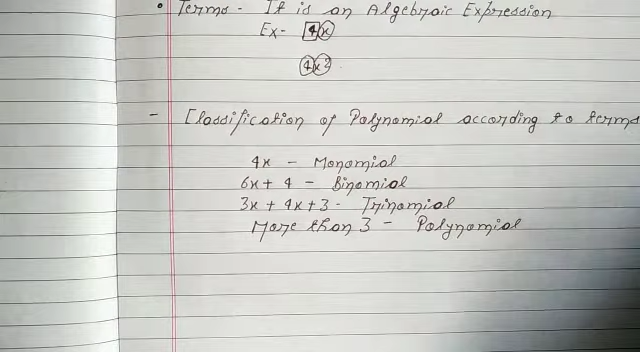 • Terms - It is an Algebraic Expression
Ex- 4x
4x²
- Classification of Polynomial according to terms
4x - Monomial
6x + 4 - Binomial
3x + 4x + 3 - Trinomial
More than 3 - Polynomial